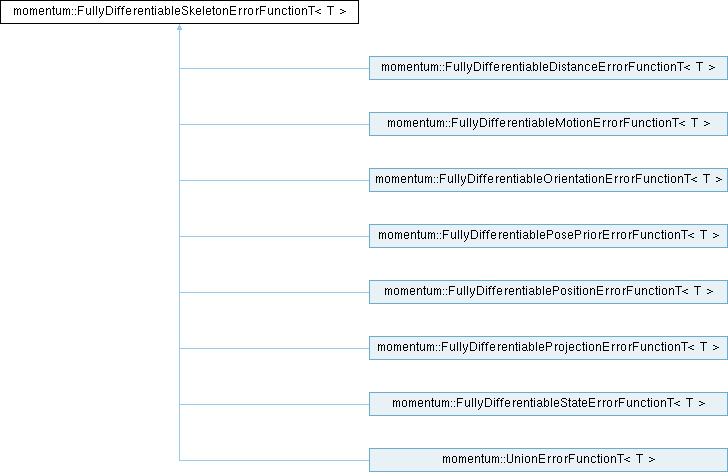 momentum::FullyDifferentiableSkeletonErrorFunctionT< T >
momentum::FullyDifferentiableDistanceErrorFunctionT< T >
momentum::FullyDifferentiableMotionErrorFunctionT< T >
momentum::FullyDifferentiableOrientationErrorFunctionT< T >
momentum::FullyDifferentiablePosePriorErrorFunctionT< T >
momentum::FullyDifferentiablePositionErrorFunctionT< T >
momentum::FullyDifferentiableProjectionErrorFunctionT< T >
momentum::FullyDifferentiableStateErrorFunctionT< T >
momentum::UnionErrorFunctionT< T >